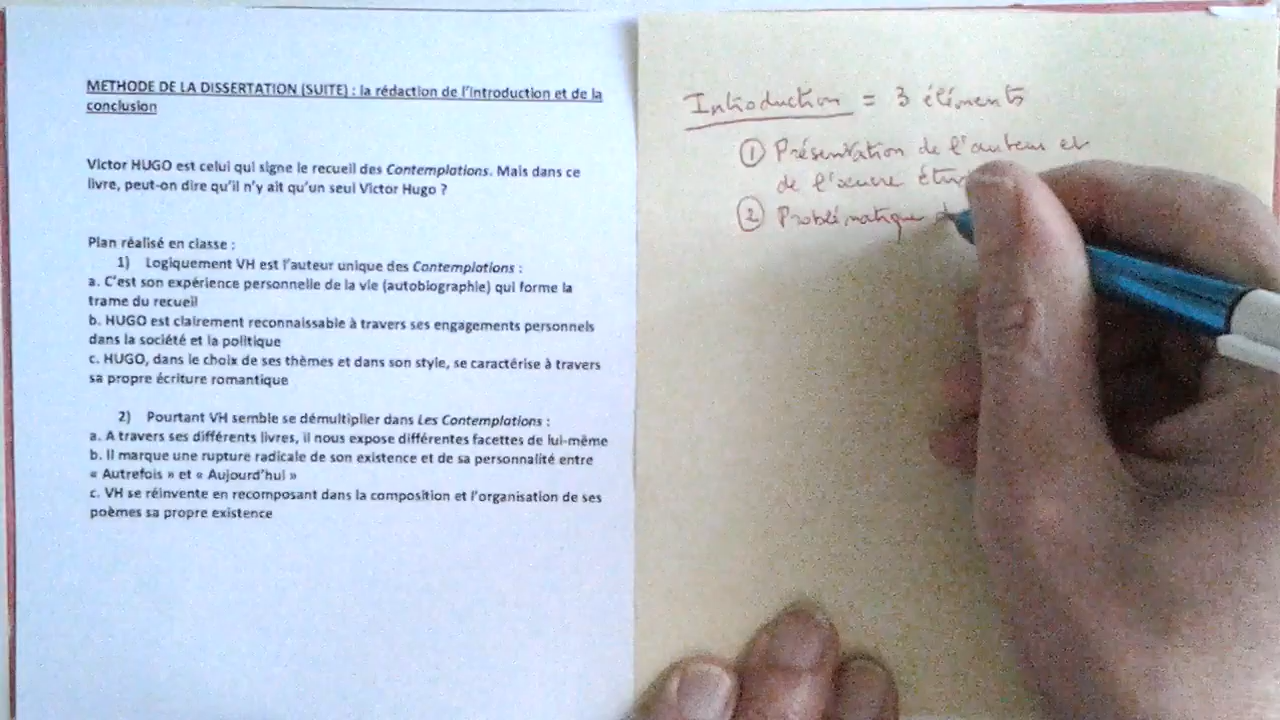 METHODE DE LA DISSERTATION (SUITE) : la rédaction de l'introduction et de la
conclusion
Victor HUGO est celui qui signe le recueil des Contemplations. Mais dans ce
livre, peut-on dire qu'il n'y ait qu'un seul Victor Hugo ?
Plan réalisé en classe :
1) Logiquement VH est l'auteur unique des Contemplations :
a. C'est son expérience personnelle de la vie (autobiographie) qui forme la
trame du recueil
b. HUGO est clairement reconnaissable à travers ses engagements personnels
dans la société et la politique
c. HUGO, dans le choix de ses thèmes et dans son style, se caractérise à travers
sa propre écriture romantique
2) Pourtant VH semble se démultiplier dans Les Contemplations :
a. A travers ses différents livres, il nous expose différentes facettes de lui-même
b. Il marque une rupture radicale de son existence et de sa personnalité entre
« Autrefois » et « Aujourd'hui »
c. VH se réinvente en recomposant dans la composition et l'organisation de ses
poèmes sa propre existence
Introduction = 3 éléments
① Présentation de l'auteur et
de l'œuvre
② Problématique